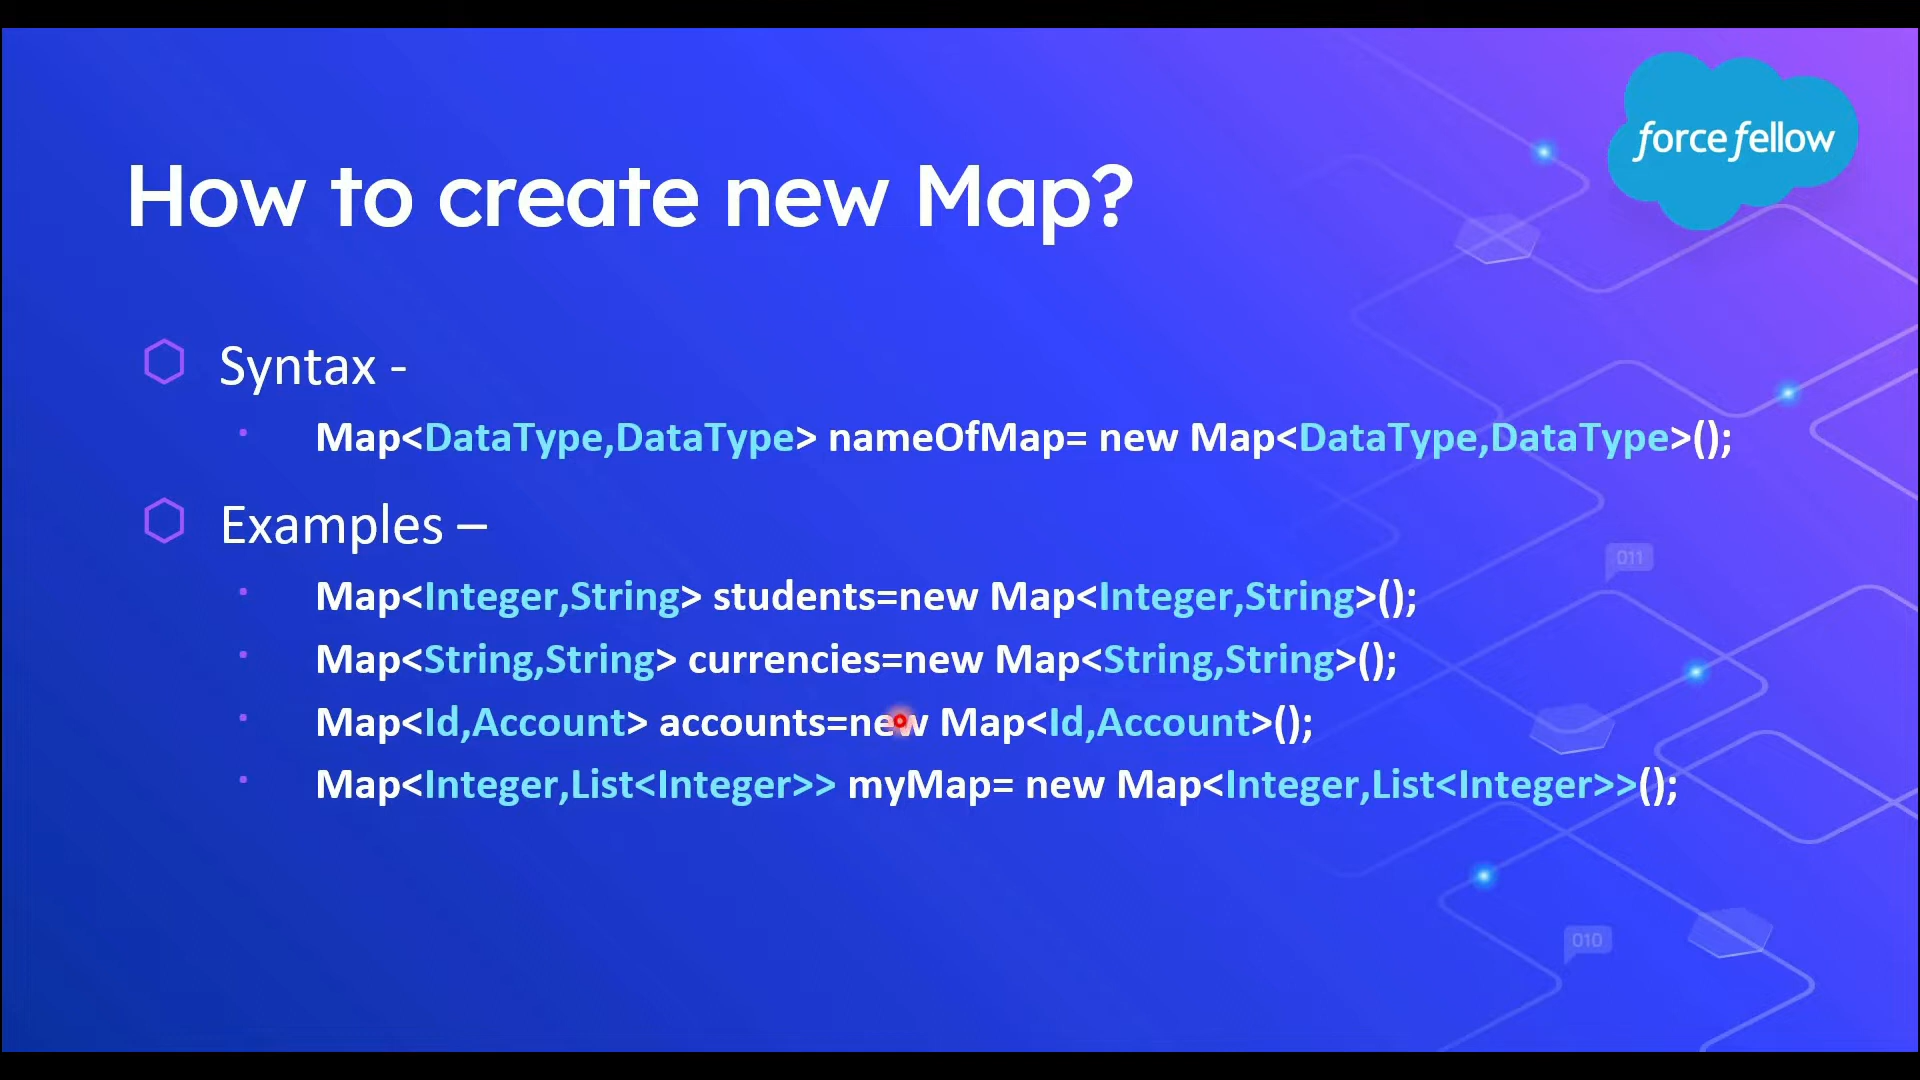 force fellow
How to create new Map?
Syntax -
Map<DataType,DataType> nameOfMap= new Map<DataType,DataType>();
Examples –
Map<Integer,String> students=new Map<Integer,String>();
Map<String,String> currencies=new Map<String,String>();
Map<Id,Account> accounts=new Map<Id,Account>();
Map<Integer,List<Integer>> myMap= new Map<Integer,List<Integer>>();
011
010